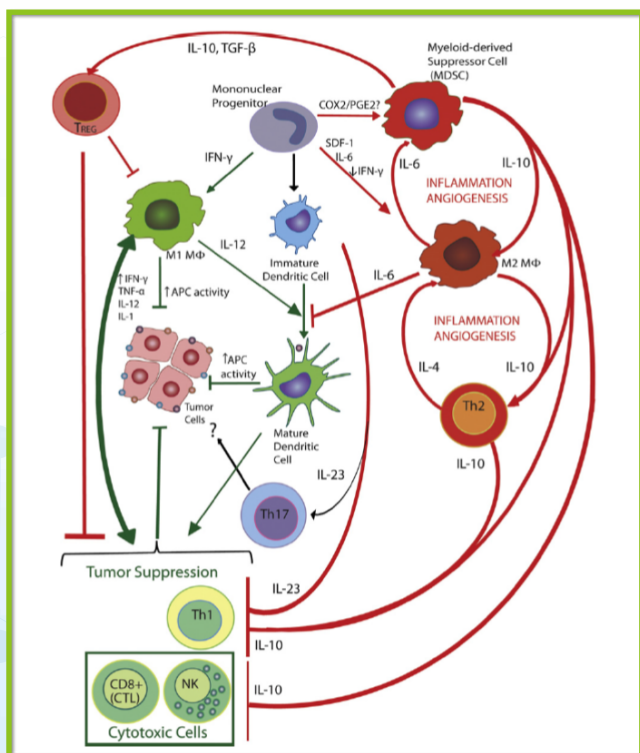 IL-10, TGF-β
Myeloid-derived
Suppressor Cell
(MDSC)
Mononuclear
Progenitor
COX2/PGE2?
TREG
SDF-1
IL-6
↓IFN-γ
IFN-γ
IL-6
IL-10
INFLAMMATION
ANGIOGENESIS
M1 MΦ
IL-12
Immature
Dendritic Cell
M2 MΦ
IL-6
↑IFN-γ
TNF-α
IL-12
IL-1
↑APC activity
INFLAMMATION
ANGIOGENESIS
↑APC
activity
IL-4
IL-10
Th2
Tumor
Cells
?
Mature
Dendritic
Cell
IL-10
IL-23
Th17
Tumor Suppression
IL-23
Th1
IL-10
CD8+
(CTL)
NK
IL-10
Cytotoxic Cells